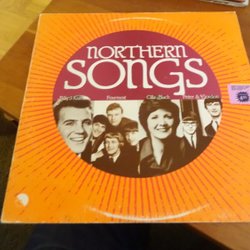 NORTHERN
SONGS
Billy J Kramer Fourmost Cilla Black Peter & Gordon